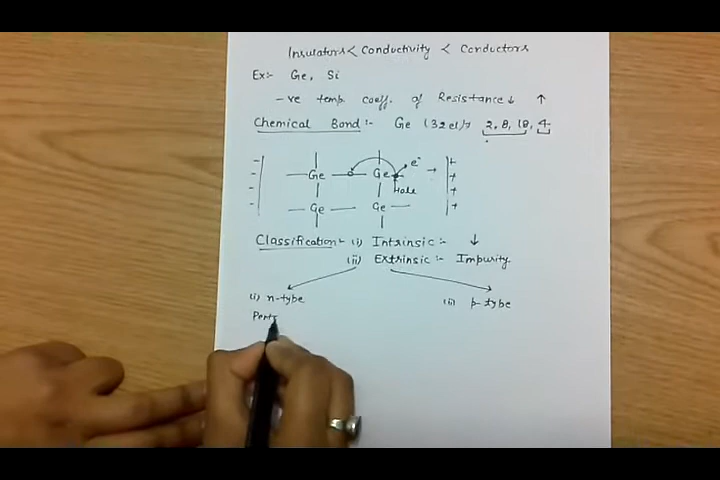 Insulators < Conductivity < Conductors
Ex:- Ge, Si
-ve temp. coeff. of Resistance ↓ ↑
Chemical Bond:- Ge (32 el) → 2, 8, 18, 4
- - - -
Ge Ge e⁻ → + + + +
Hole
Ge Ge
Classification:- (i) Intrinsic:- ↓
(ii) Extrinsic:- Impurity
(i) n-type (ii) p-type
Pent